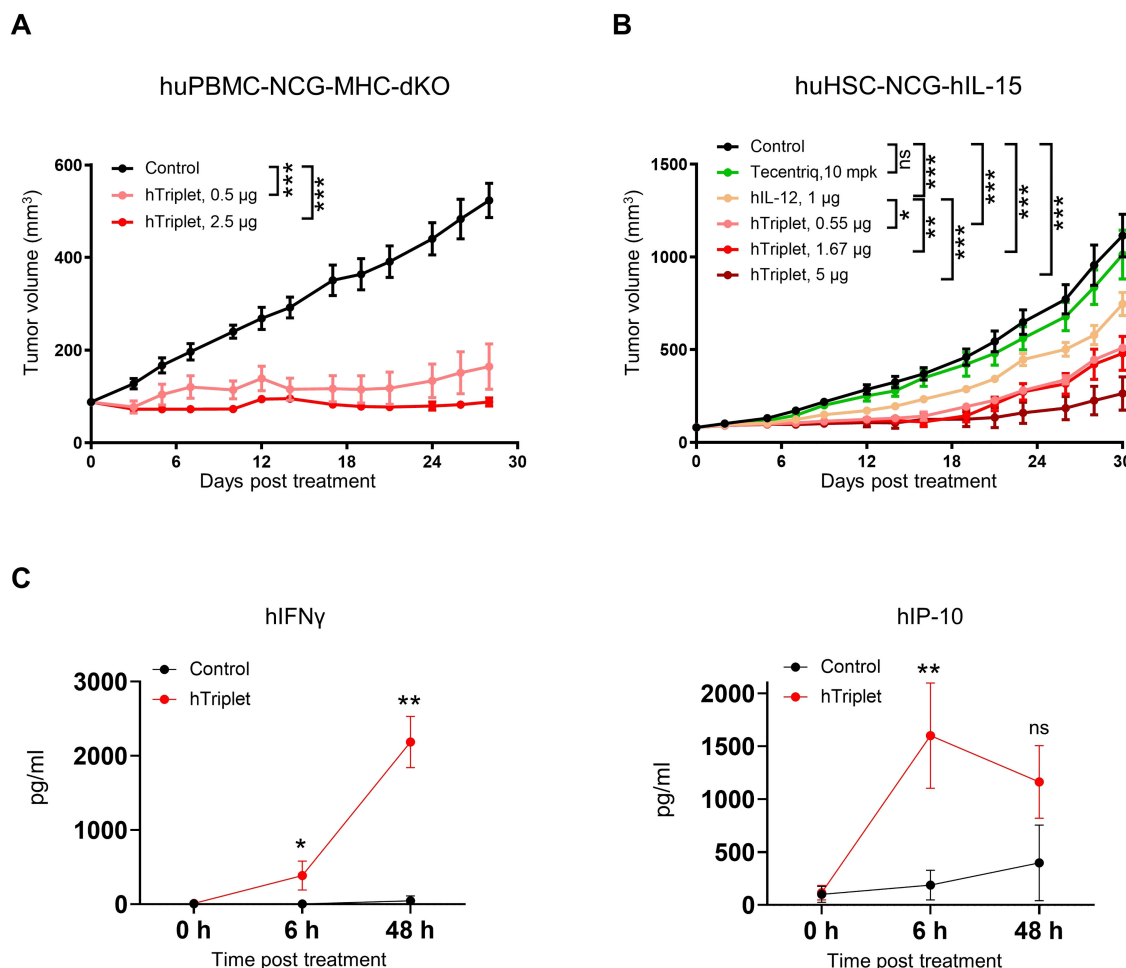 A
huPBMC-NCG-MHC-dKO
Control
hTriplet, 0.5 µg
hTriplet, 2.5 µg
***
***
Tumor volume (mm3)
600
400
200
0
0 6 12 18 24 30
Days post treatment
B
huHSC-NCG-hIL-15
Control
Tecentriq,10 mpk
hIL-12, 1 µg
hTriplet, 0.55 µg
hTriplet, 1.67 µg
hTriplet, 5 µg
ns
***
***
***
***
*
**
***
Tumor volume (mm3)
1500
1000
500
0
0 6 12 18 24 30
Days post treatment
C
hIFNγ
Control
hTriplet
pg/ml
3000
2000
1000
0
*
**
0 h 6 h 48 h
Time post treatment
hIP-10
Control
hTriplet
pg/ml
2000
1500
1000
500
0
**
ns
0 h 6 h 48 h
Time post treatment